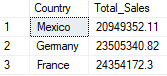 Country Total_Sales
1 Mexico 20949352.11
2 Germany 23505340.82
3 France 24354172.3